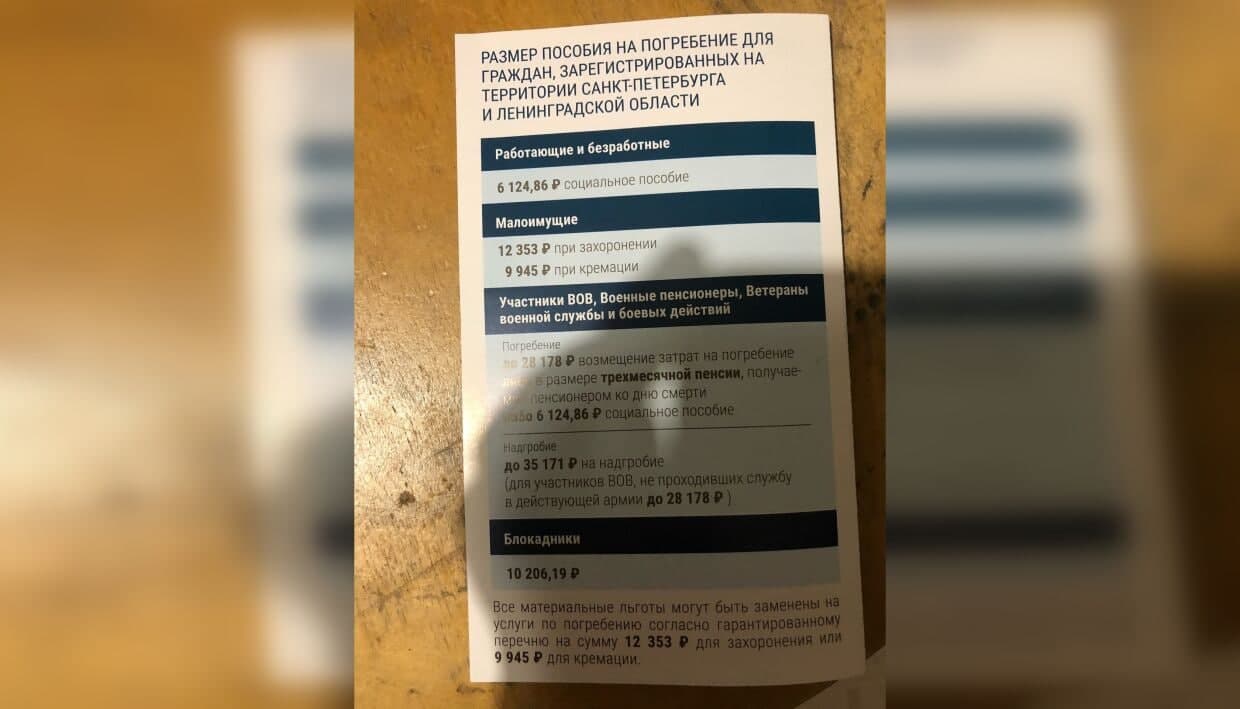 РАЗМЕР ПОСОБИЯ НА ПОГРЕБЕНИЕ ДЛЯ
ГРАЖДАН, ЗАРЕГИСТРИРОВАННЫХ НА
ТЕРРИТОРИИ САНКТ-ПЕТЕРБУРГА
И ЛЕНИНГРАДСКОЙ ОБЛАСТИ
Работающие и безработные
6 124,86 ₽ социальное пособие
Малоимущие
12 353 ₽ при захоронении
9 945 ₽ при кремации
Участники ВОВ, Военные пенсионеры, Ветераны
военной службы и боевых действий
Погребение
до 28 178 ₽ возмещение затрат на погребение
либо в размере трехмесячной пенсии, получае-
мой пенсионером ко дню смерти
либо 6 124,86 ₽ социальное пособие
Надгробие
до 35 171 ₽ на надгробие
(для участников ВОВ, не проходивших службу
в действующей армии до 28 178 ₽ )
Блокадники
10 206,19 ₽
Все материальные льготы могут быть заменены на
услуги по погребению согласно гарантированному
перечню на сумму 12 353 ₽ для захоронения или
9 945 ₽ для кремации.